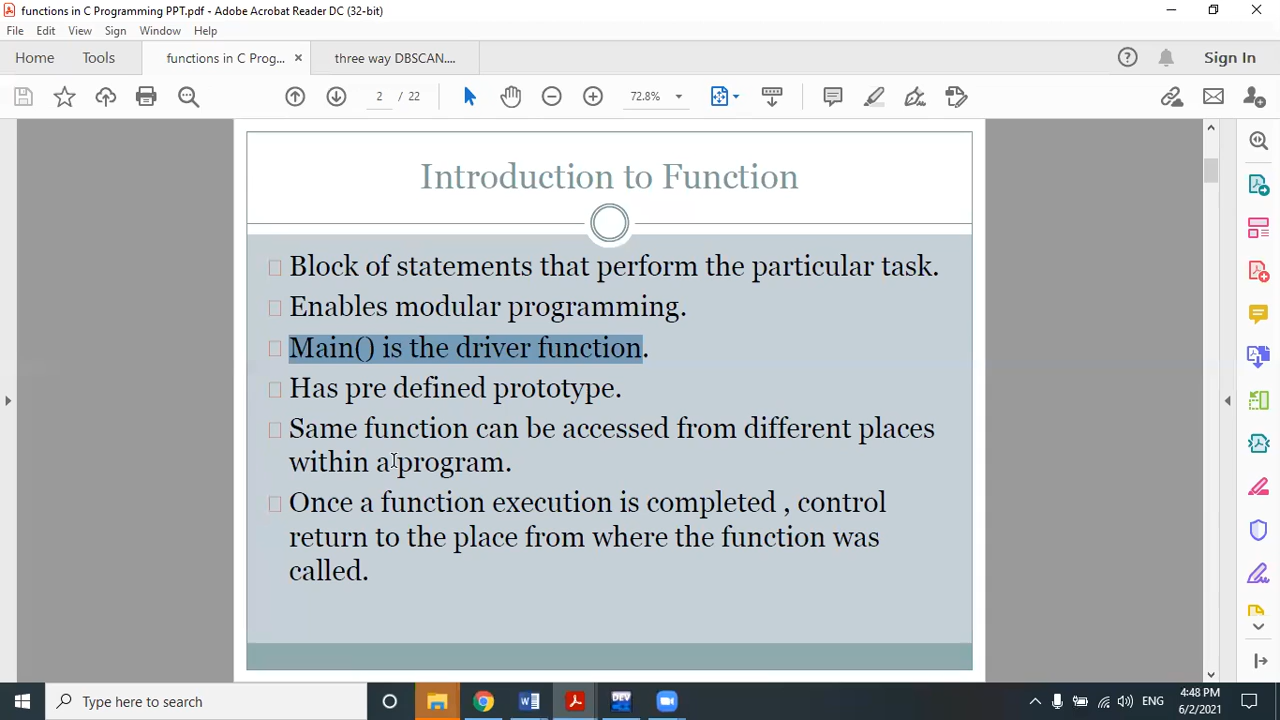 functions in C Programming PPT.pdf - Adobe Acrobat Reader DC (32-bit)
File Edit View Sign Window Help
Home Tools functions in C Prog... × three way DBSCAN.... Sign In
2 / 22 72.8%
Introduction to Function
Block of statements that perform the particular task.
Enables modular programming.
Main() is the driver function.
Has pre defined prototype.
Same function can be accessed from different places
within a program.
Once a function execution is completed , control
return to the place from where the function was
called.
Type here to search
DEV
ENG
4:48 PM
6/2/2021